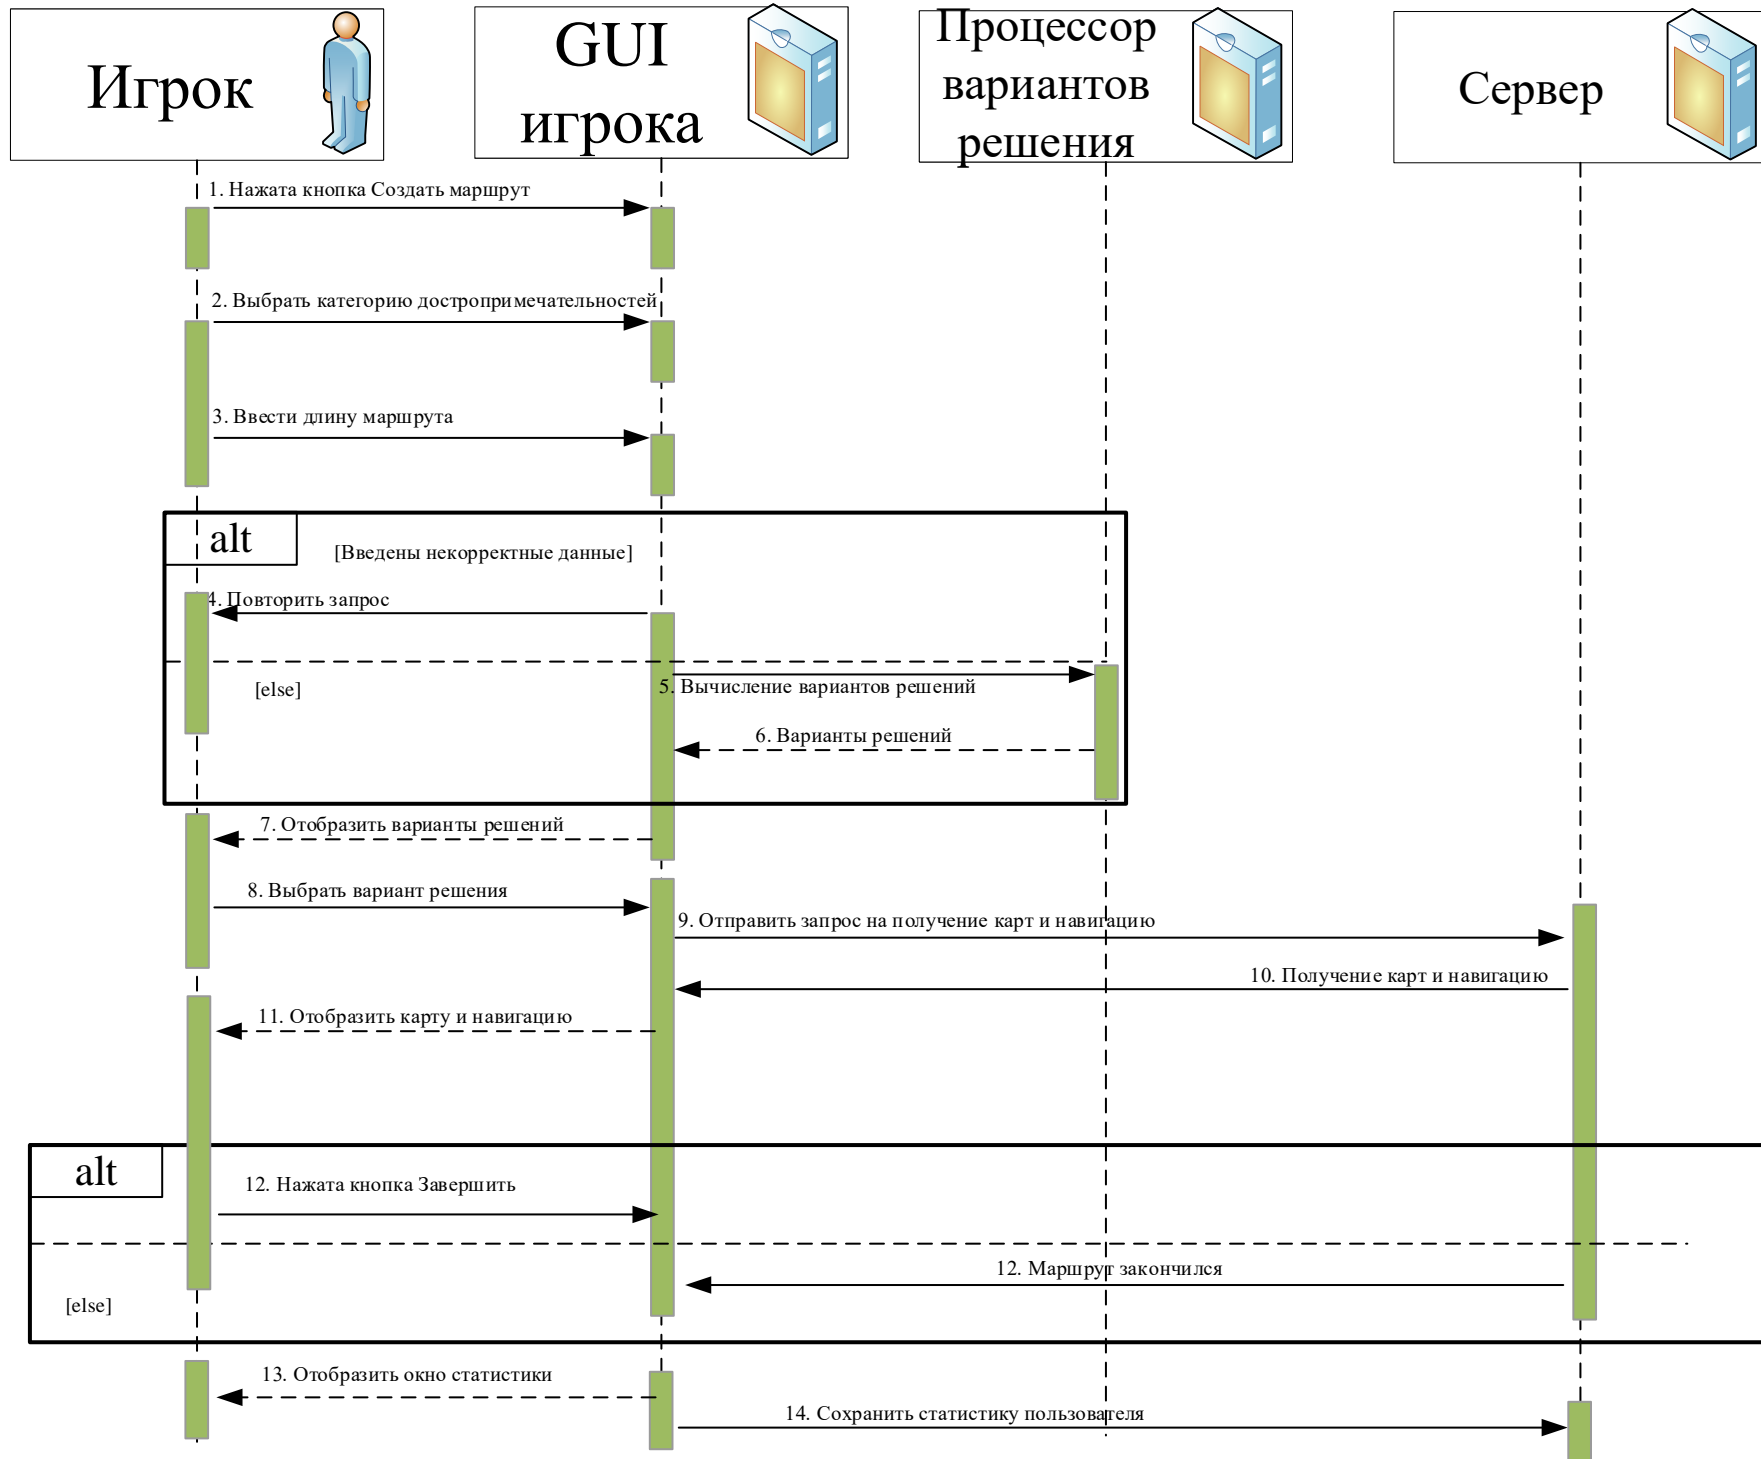 Игрок
GUI
игрока
Процессор
вариантов
решения
Сервер
1. Нажата кнопка Создать маршрут
2. Выбрать категорию достропримечательностей
3. Ввести длину маршрута
alt
[Введены некорректные данные]
4. Повторить запрос
[else]
5. Вычисление вариантов решений
6. Варианты решений
7. Отобразить варианты решений
8. Выбрать вариант решения
9. Отправить запрос на получение карт и навигацию
10. Получение карт и навигацию
11. Отобразить карту и навигацию
alt
12. Нажата кнопка Завершить
12. Маршрут закончился
[else]
13. Отобразить окно статистики
14. Сохранить статистику пользователя